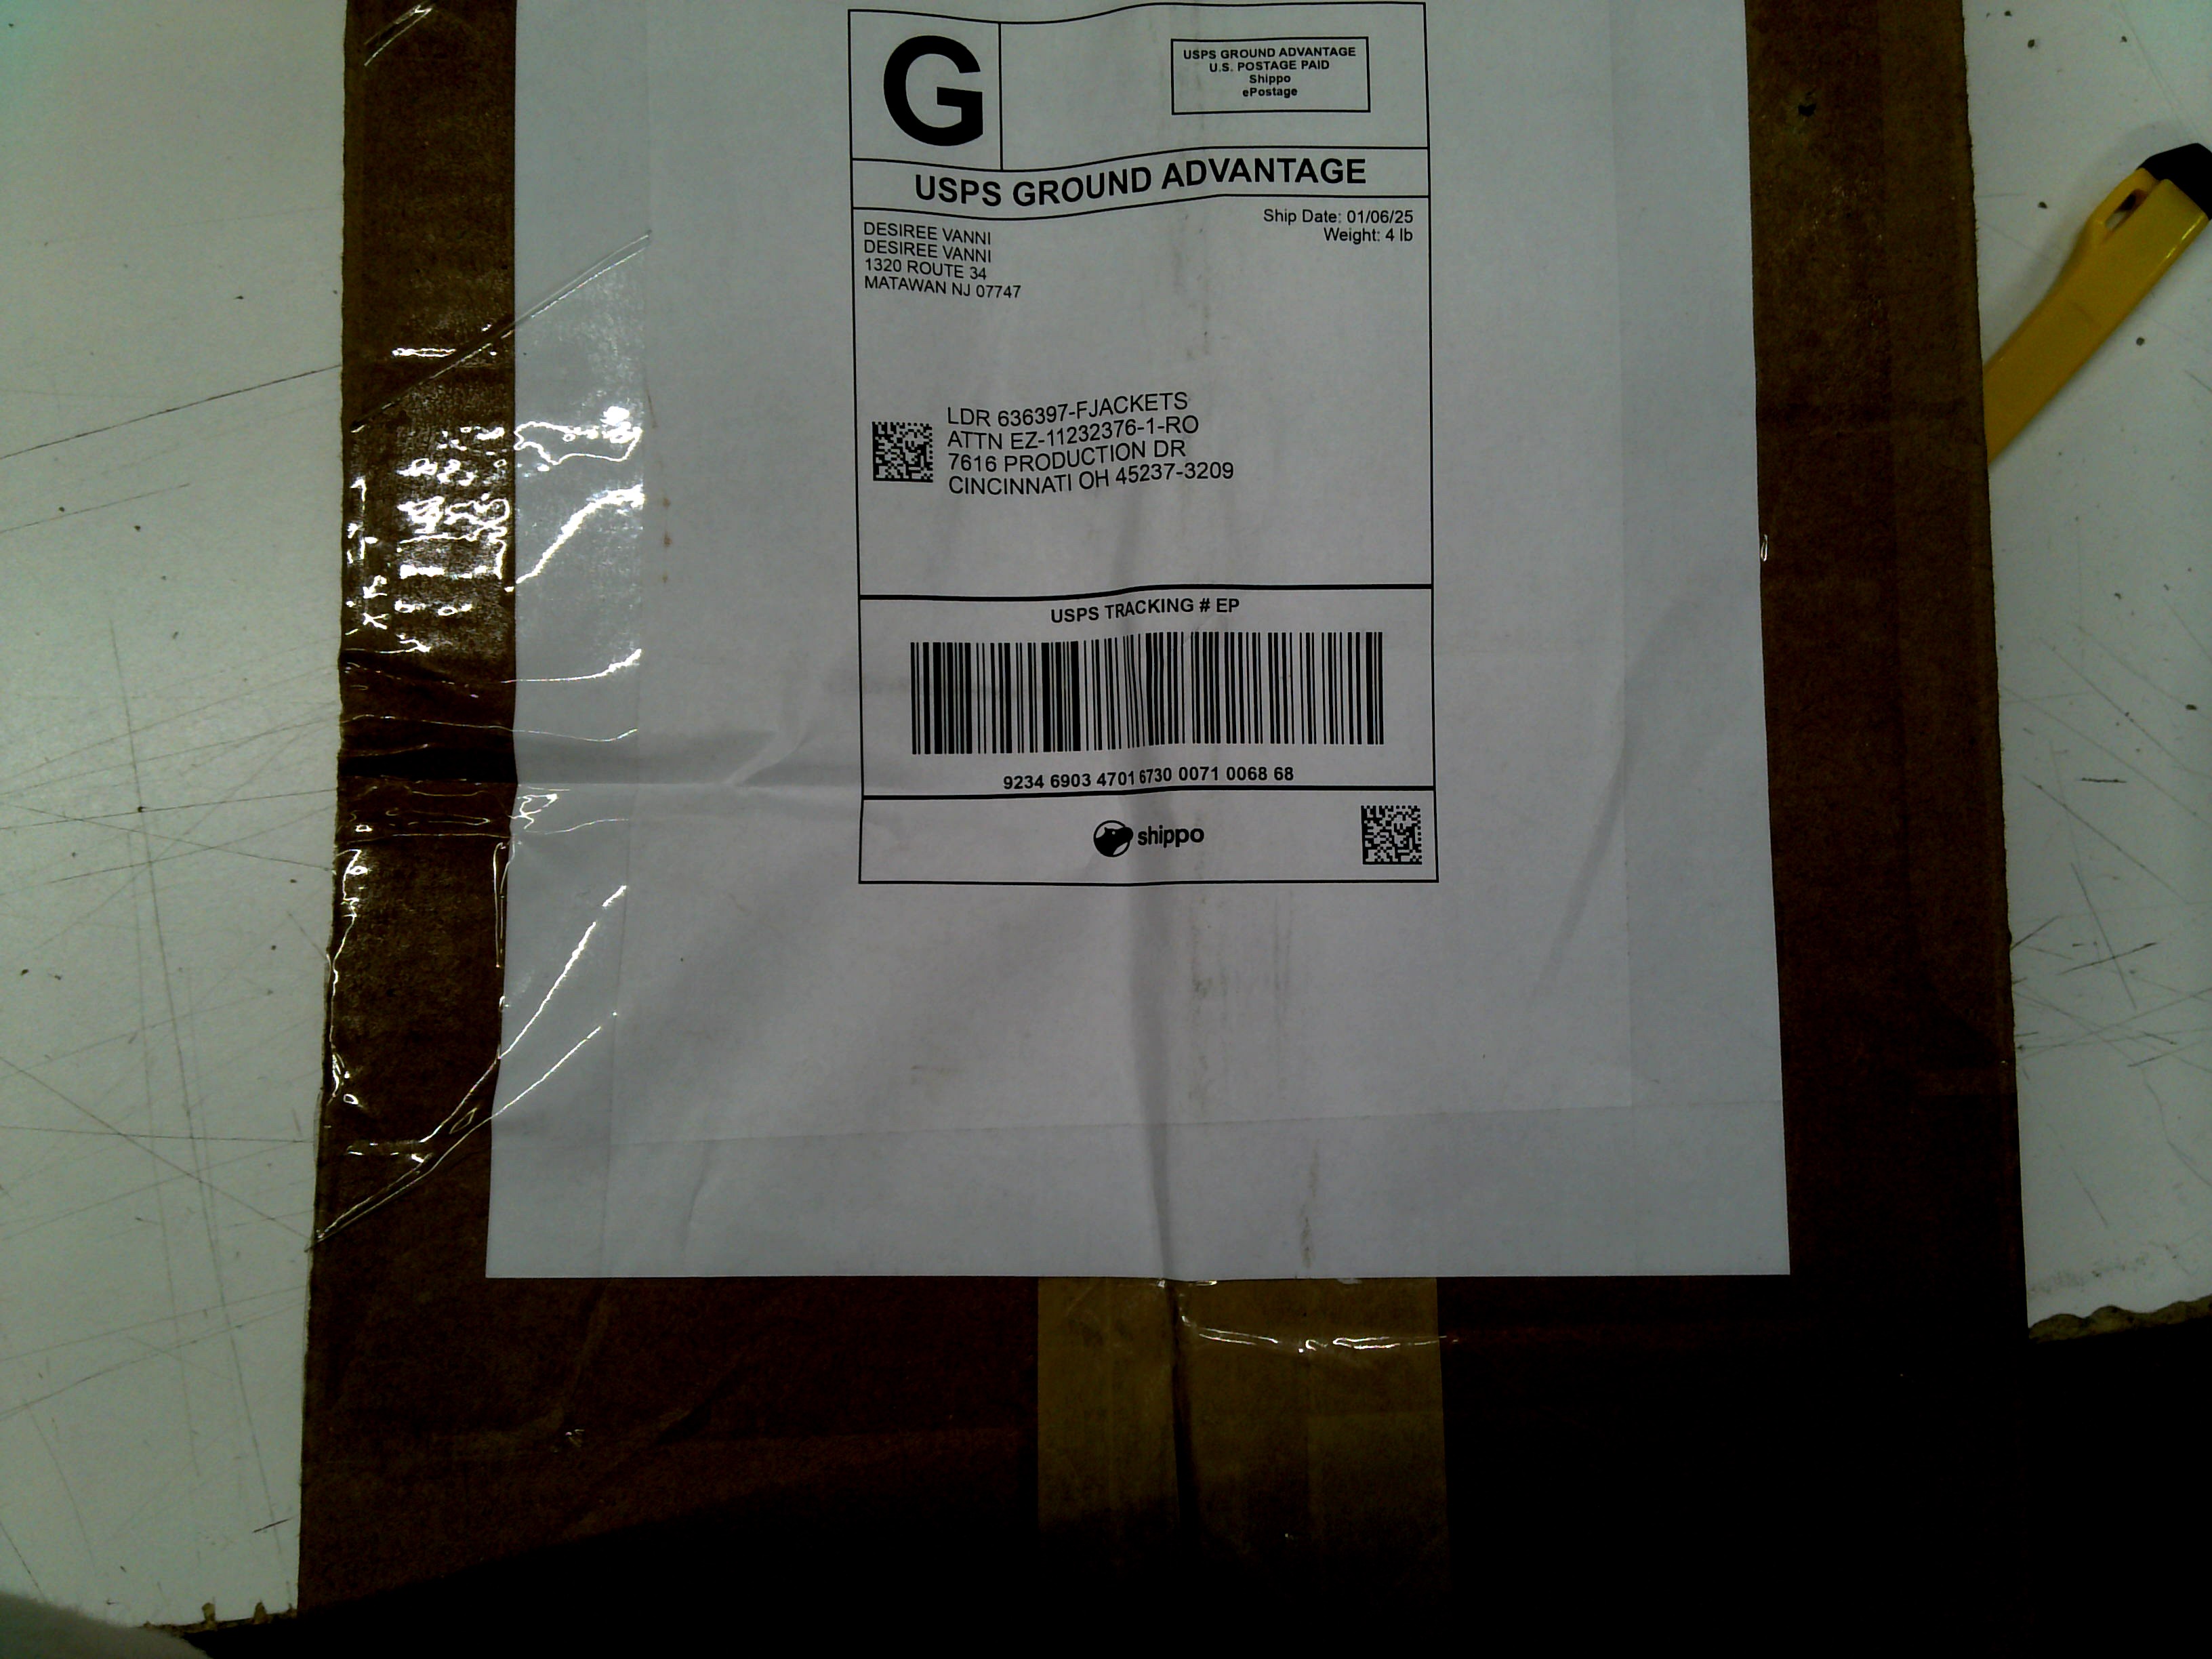 G
USPS GROUND ADVANTAGE
U.S. POSTAGE PAID
Shippo
ePostage
USPS GROUND ADVANTAGE
Ship Date: 01/06/25
Weight: 4 lb
DESIREE VANNI
DESIREE VANNI
1320 ROUTE 34
MATAWAN NJ 07747
LDR 636397-FJACKETS
ATTN EZ-11232376-1-RO
7616 PRODUCTION DR
CINCINNATI OH 45237-3209
USPS TRACKING # EP
9234 6903 4701 6730 0071 0068 68
shippo